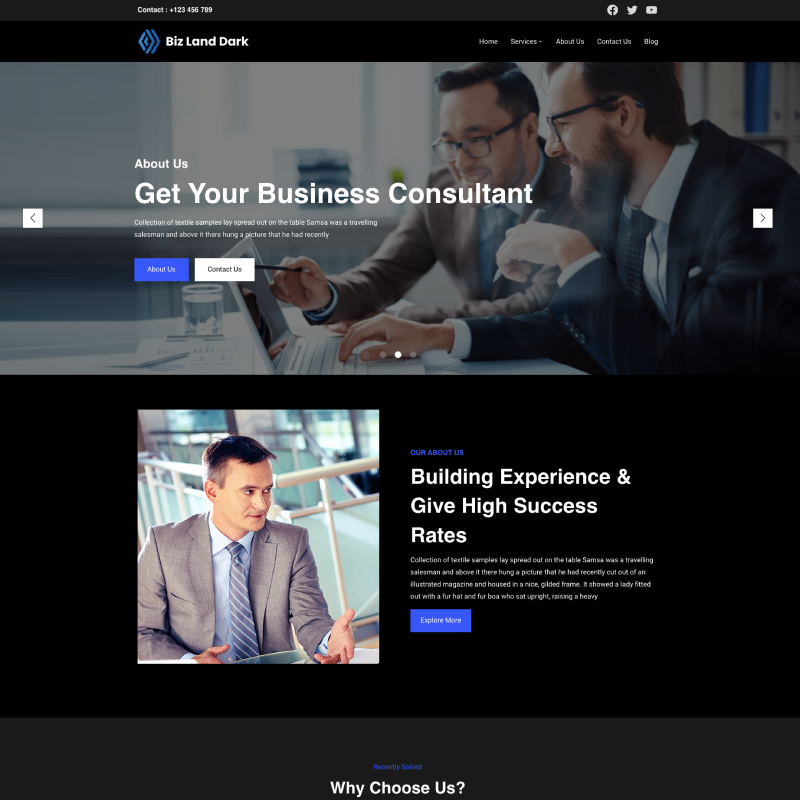 Contact : +123 456 789
Biz Land Dark
Home
Services
About Us
Contact Us
Blog
About Us
Get Your Business Consultant
Collection of textile samples lay spread out on the table Samsa was a travelling
salesman and above it there hung a picture that he had recently
About Us
Contact Us
OUR ABOUT US
Building Experience &
Give High Success
Rates
Collection of textile samples lay spread out on the table Samsa was a travelling
salesman and above it there hung a picture that he had recently cut out of an
illustrated magazine and housed in a nice, gilded frame. It showed a lady fitted
out with a fur hat and fur boa who sat upright, raising a heavy
Explore More
Recently Solved
Why Choose Us?